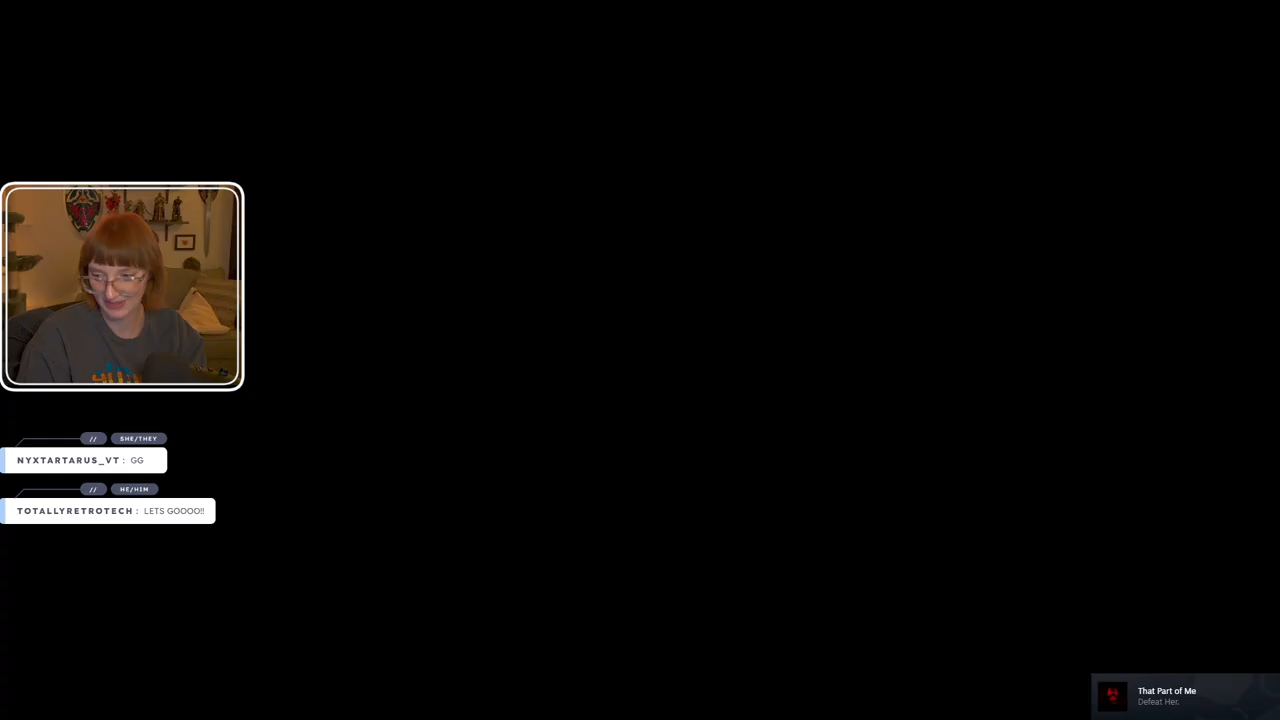 // SHE/THEY
NYXTARTARUS_VT : GG
// HE/HIM
TOTALLYRETROTECH : LETS GOOOO!!
That Part of Me
Defeat Her.